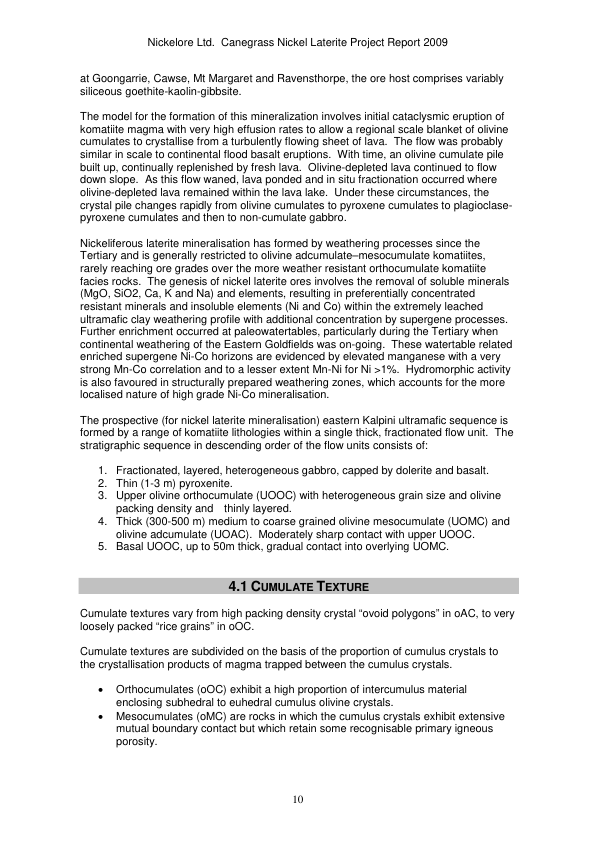 Nickelore Ltd.  Canegrass Nickel Laterite Project Report 2009
at Goongarrie, Cawse, Mt Margaret and Ravensthorpe, the ore host comprises variably
siliceous goethite-kaolin-gibbsite.
The model for the formation of this mineralization involves initial cataclysmic eruption of
komatiite magma with very high effusion rates to allow a regional scale blanket of olivine
cumulates to crystallise from a turbulently flowing sheet of lava.  The flow was probably
similar in scale to continental flood basalt eruptions.  With time, an olivine cumulate pile
built up, continually replenished by fresh lava.  Olivine-depleted lava continued to flow
down slope.  As this flow waned, lava ponded and in situ fractionation occurred where
olivine-depleted lava remained within the lava lake.  Under these circumstances, the
crystal pile changes rapidly from olivine cumulates to pyroxene cumulates to plagioclase-
pyroxene cumulates and then to non-cumulate gabbro.
Nickeliferous laterite mineralisation has formed by weathering processes since the
Tertiary and is generally restricted to olivine adcumulate–mesocumulate komatiites,
rarely reaching ore grades over the more weather resistant orthocumulate komatiite
facies rocks.  The genesis of nickel laterite ores involves the removal of soluble minerals
(MgO, SiO2, Ca, K and Na) and elements, resulting in preferentially concentrated
resistant minerals and insoluble elements (Ni and Co) within the extremely leached
ultramafic clay weathering profile with additional concentration by supergene processes.
Further enrichment occurred at paleowatertables, particularly during the Tertiary when
continental weathering of the Eastern Goldfields was on-going.  These watertable related
enriched supergene Ni-Co horizons are evidenced by elevated manganese with a very
strong Mn-Co correlation and to a lesser extent Mn-Ni for Ni >1%.  Hydromorphic activity
is also favoured in structurally prepared weathering zones, which accounts for the more
localised nature of high grade Ni-Co mineralisation.
The prospective (for nickel laterite mineralisation) eastern Kalpini ultramafic sequence is
formed by a range of komatiite lithologies within a single thick, fractionated flow unit.  The
stratigraphic sequence in descending order of the flow units consists of:
1. Fractionated, layered, heterogeneous gabbro, capped by dolerite and basalt.
2. Thin (1-3 m) pyroxenite.
3. Upper olivine orthocumulate (UOOC) with heterogeneous grain size and olivine
packing density and   thinly layered.
4. Thick (300-500 m) medium to coarse grained olivine mesocumulate (UOMC) and
olivine adcumulate (UOAC).  Moderately sharp contact with upper UOOC.
5. Basal UOOC, up to 50m thick, gradual contact into overlying UOMC.
4.1 CUMULATE TEXTURE
Cumulate textures vary from high packing density crystal “ovoid polygons” in oAC, to very
loosely packed “rice grains” in oOC.
Cumulate textures are subdivided on the basis of the proportion of cumulus crystals to
the crystallisation products of magma trapped between the cumulus crystals.
• Orthocumulates (oOC) exhibit a high proportion of intercumulus material
enclosing subhedral to euhedral cumulus olivine crystals.
• Mesocumulates (oMC) are rocks in which the cumulus crystals exhibit extensive
mutual boundary contact but which retain some recognisable primary igneous
porosity.
10